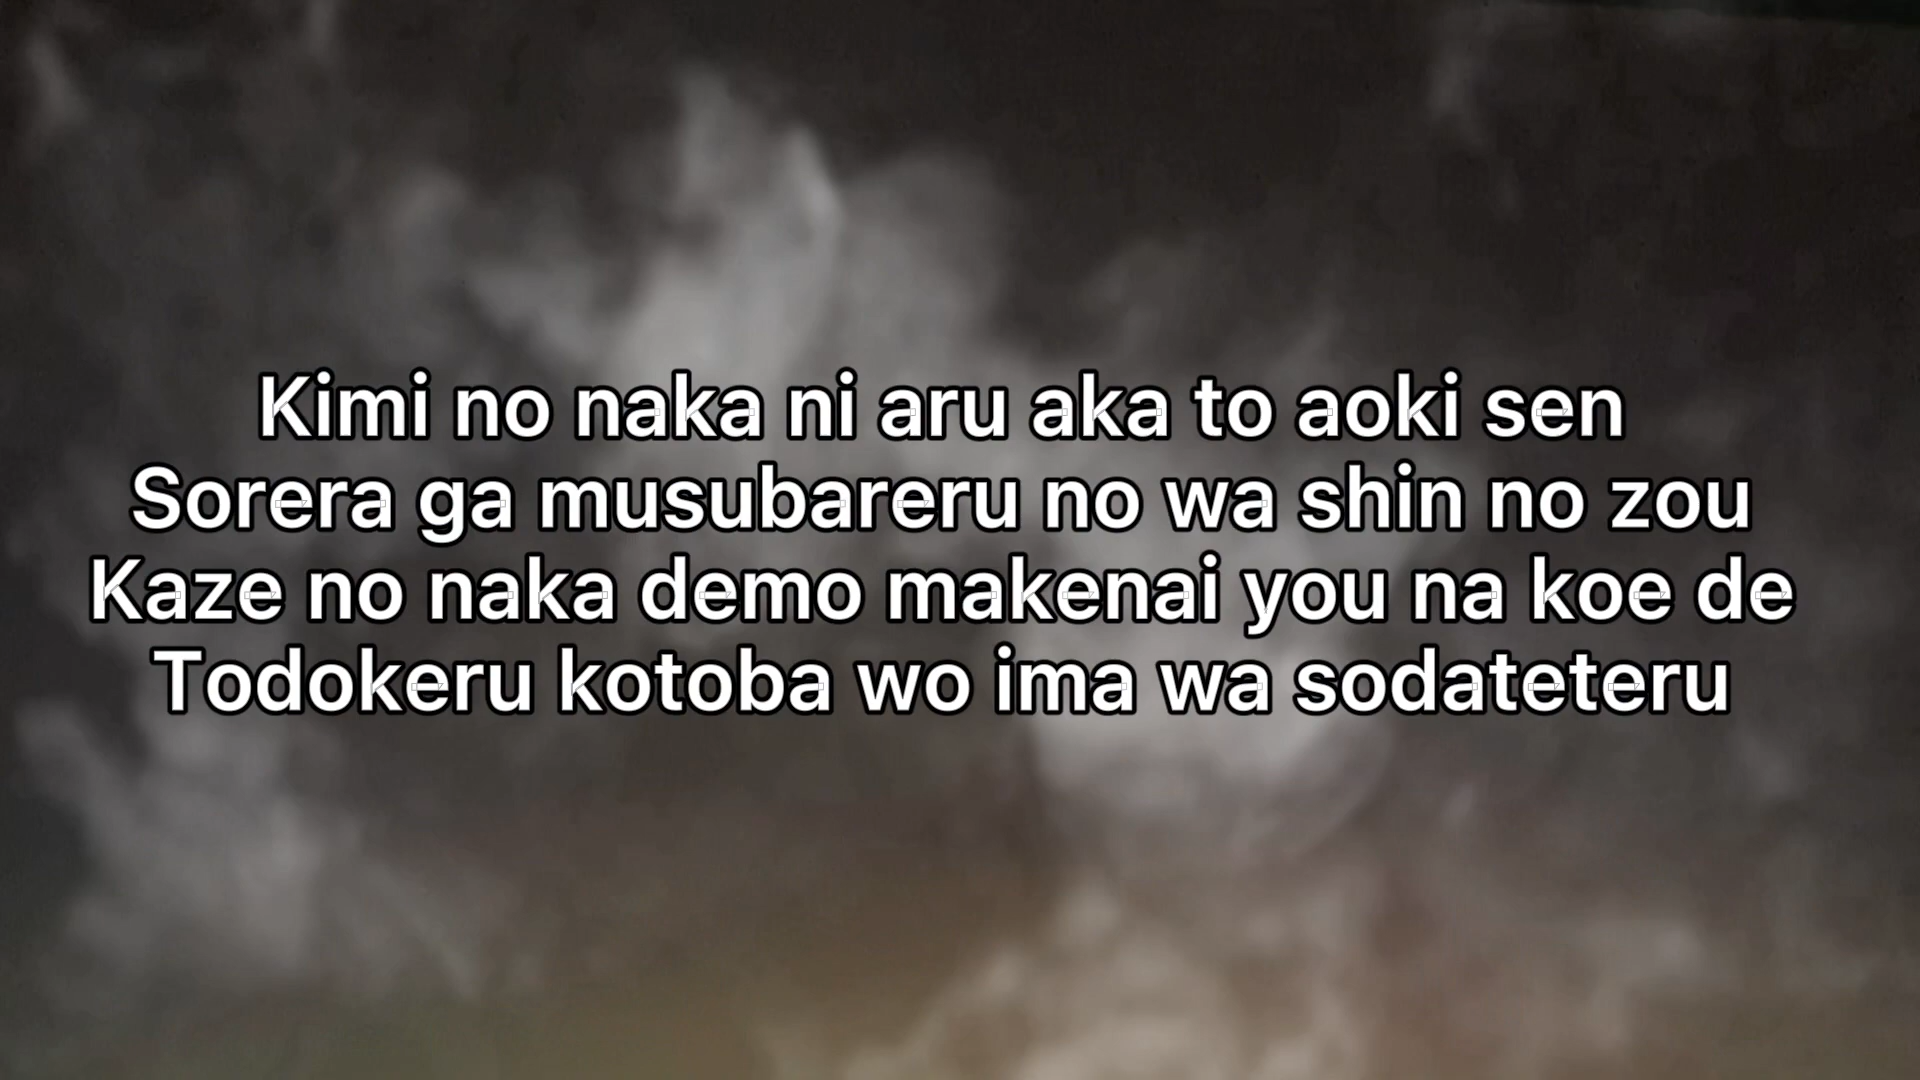 Kimi no naka ni aru aka to aoki sen
Sorera ga musubareru no wa shin no zou
Kaze no naka demo makenai you na koe de
Todokeru kotoba wo ima wa sodateteru